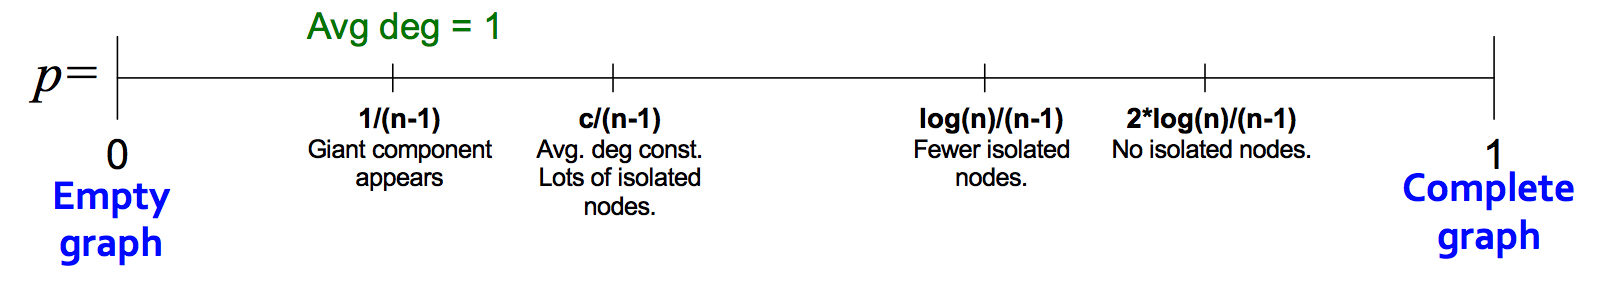 Avg deg = 1
p=
1/(n-1)
Giant component
appears
c/(n-1)
Avg. deg const.
Lots of isolated
nodes.
log(n)/(n-1)
Fewer isolated
nodes.
2*log(n)/(n-1)
No isolated nodes.
0
Empty
graph
1
Complete
graph